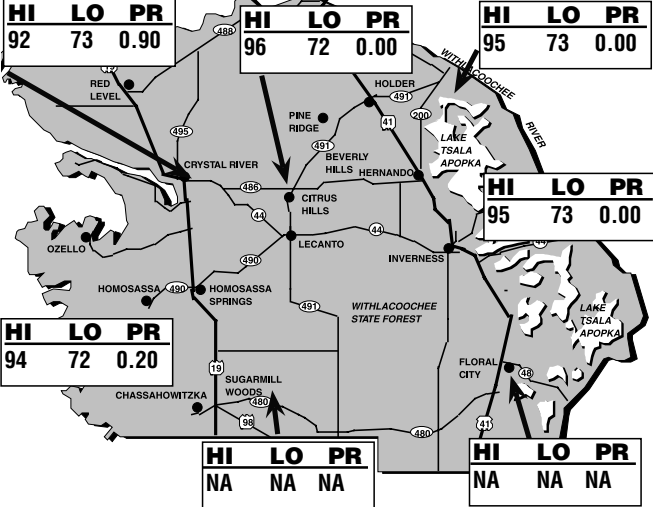 HI LO PR
92 73 0.90
HI LO PR
96 72 0.00
HI LO PR
95 73 0.00
488
19
RED
LEVEL
WITHLACOOCHEE
RIVER
HOLDER
491
PINE
RIDGE
41
200
495
LAKE
TSALA
APOPKA
491
BEVERLY
HILLS
CRYSTAL RIVER
HERNANDO
486
CITRUS
HILLS
HI LO PR
95 73 0.00
44
44
44
OZELLO
LECANTO
INVERNESS
490
HOMOSASSA
490
HOMOSASSA
SPRINGS
491
WITHLACOOCHEE
STATE FOREST
LAKE
TSALA
APOPKA
HI LO PR
94 72 0.20
19
FLORAL
CITY
48
SUGARMILL
WOODS
CHASSAHOWITZKA
480
98
41
480
HI LO PR
NA NA NA
HI LO PR
NA NA NA